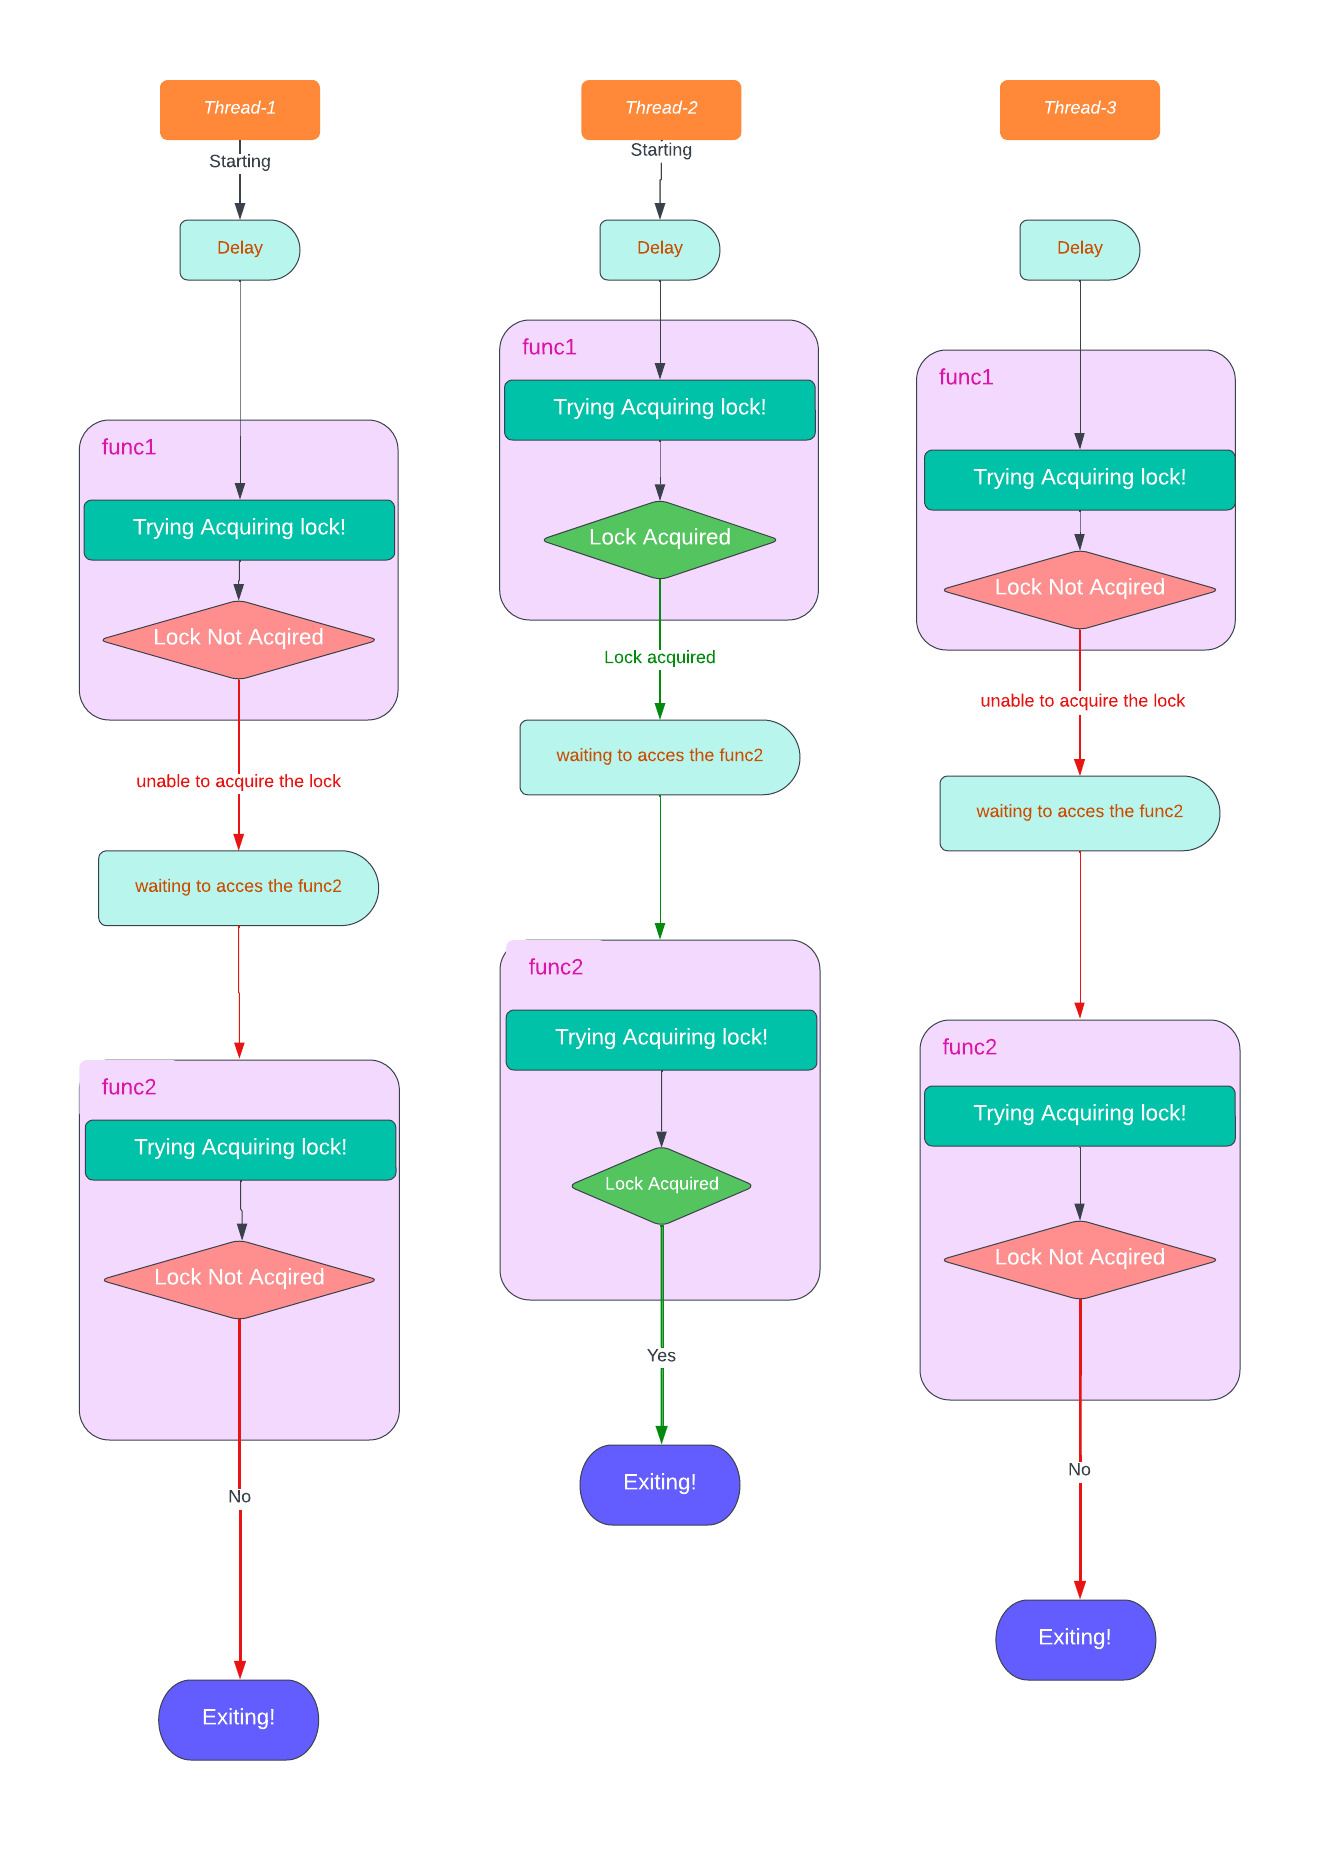 Thread-1
Starting
Delay
func1
Trying Acquiring lock!
Lock Not Acqired
unable to acquire the lock
waiting to acces the func2
func2
Trying Acquiring lock!
Lock Not Acqired
No
Exiting!
Thread-2
Starting
Delay
func1
Trying Acquiring lock!
Lock Acquired
Lock acquired
waiting to acces the func2
func2
Trying Acquiring lock!
Lock Acquired
Yes
Exiting!
Thread-3
Delay
func1
Trying Acquiring lock!
Lock Not Acqired
unable to acquire the lock
waiting to acces the func2
func2
Trying Acquiring lock!
Lock Not Acqired
No
Exiting!